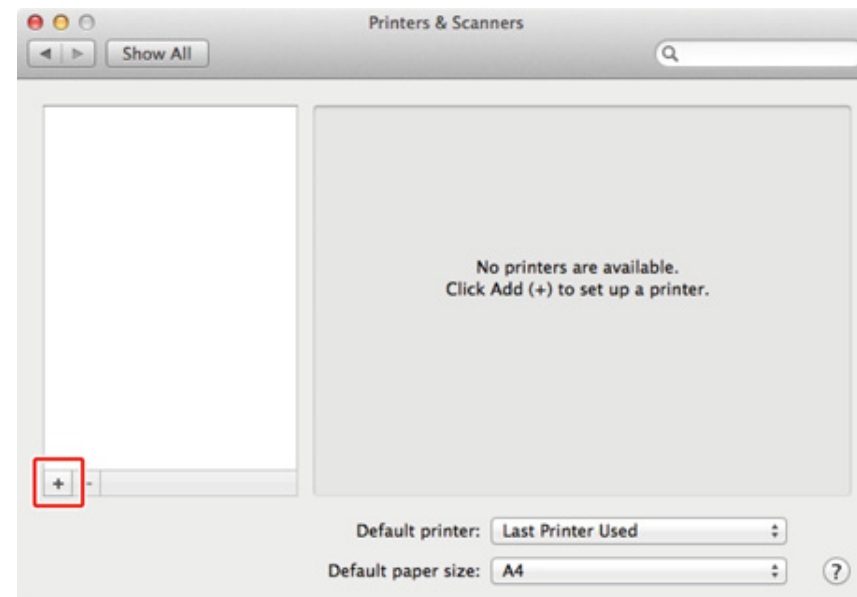 Printers & Scanners
Show All
No printers are available.
Click Add (+) to set up a printer.
+ -
Default printer: Last Printer Used
Default paper size: A4 ?